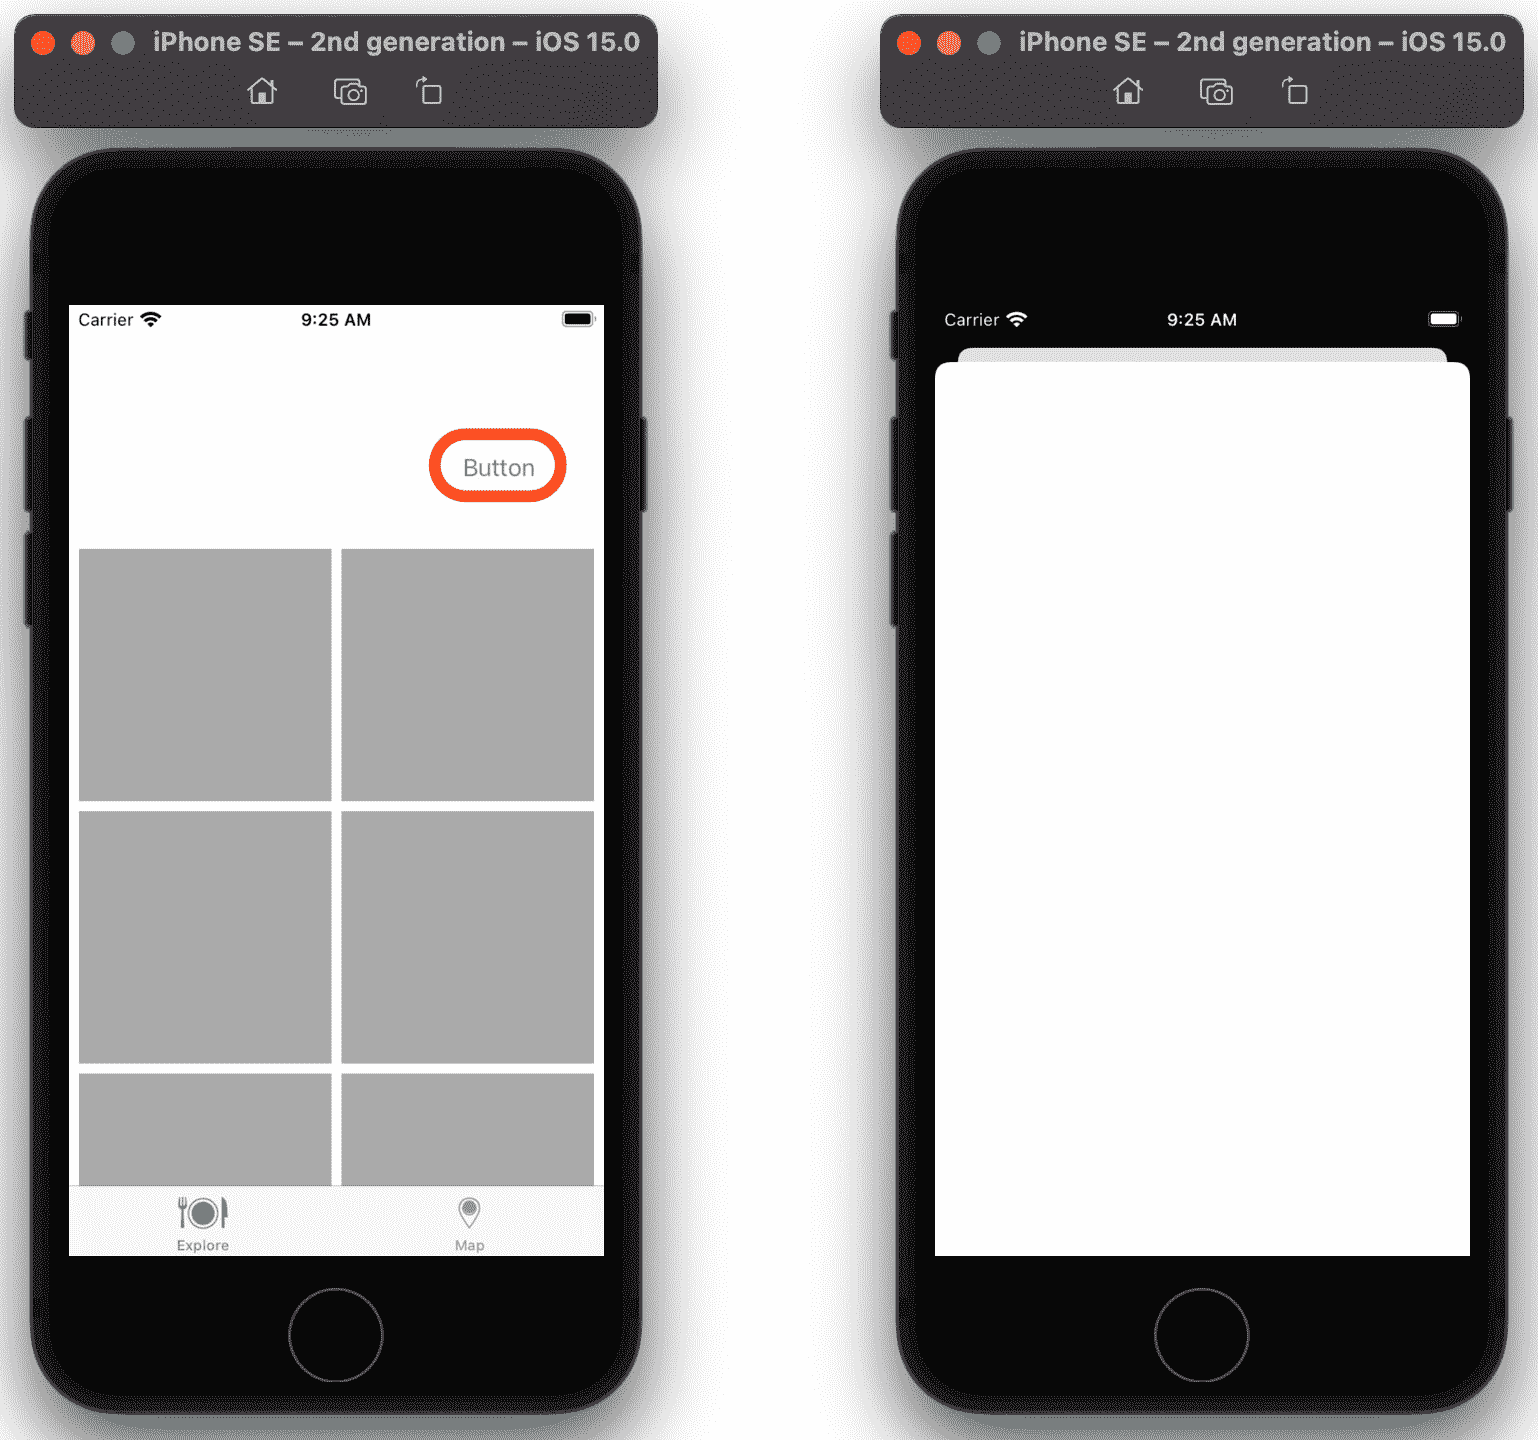 iPhone SE – 2nd generation – iOS 15.0
Carrier 9:25 AM
Button
Explore Map
iPhone SE – 2nd generation – iOS 15.0
Carrier 9:25 AM